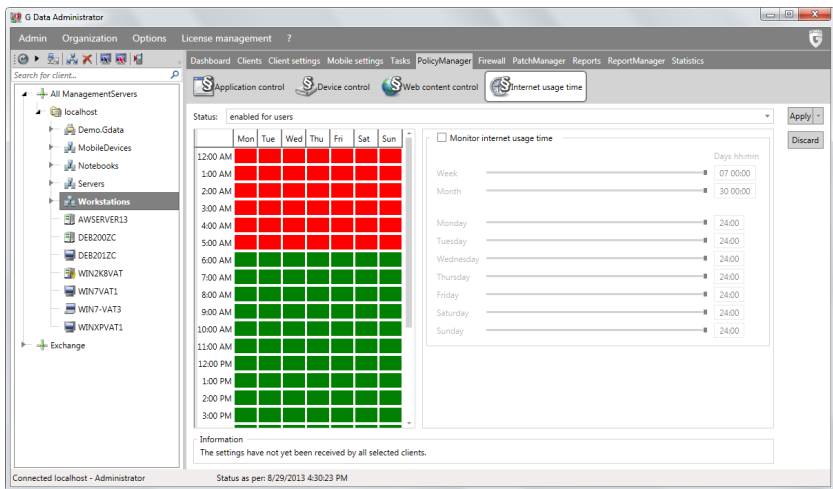 G Data Administrator
Admin Organization Options License management ?
Dashboard Clients Client settings Mobile settings Tasks PolicyManager Firewall PatchManager Reports ReportManager Statistics
Search for client...
Application control Device control Web content control Internet usage time
All ManagementServers
localhost
Demo.Gdata
MobileDevices
Notebooks
Servers
Workstations
AWSERVER13
DEB200ZC
DEB201ZC
WIN2K8VAT
WIN7VAT1
WIN7-VAT3
WINXPVAT1
Exchange
Status: enabled for users
Apply
Discard
Mon Tue Wed Thu Fri Sat Sun
12:00 AM
1:00 AM
2:00 AM
3:00 AM
4:00 AM
5:00 AM
6:00 AM
7:00 AM
8:00 AM
9:00 AM
10:00 AM
11:00 AM
12:00 PM
1:00 PM
2:00 PM
3:00 PM
Monitor internet usage time
Days hh:mm
Week 07 00:00
Month 30 00:00
Monday 24:00
Tuesday 24:00
Wednesday 24:00
Thursday 24:00
Friday 24:00
Saturday 24:00
Sunday 24:00
Information
The settings have not yet been received by all selected clients.
Connected localhost - Administrator Status as per: 8/29/2013 4:30:23 PM